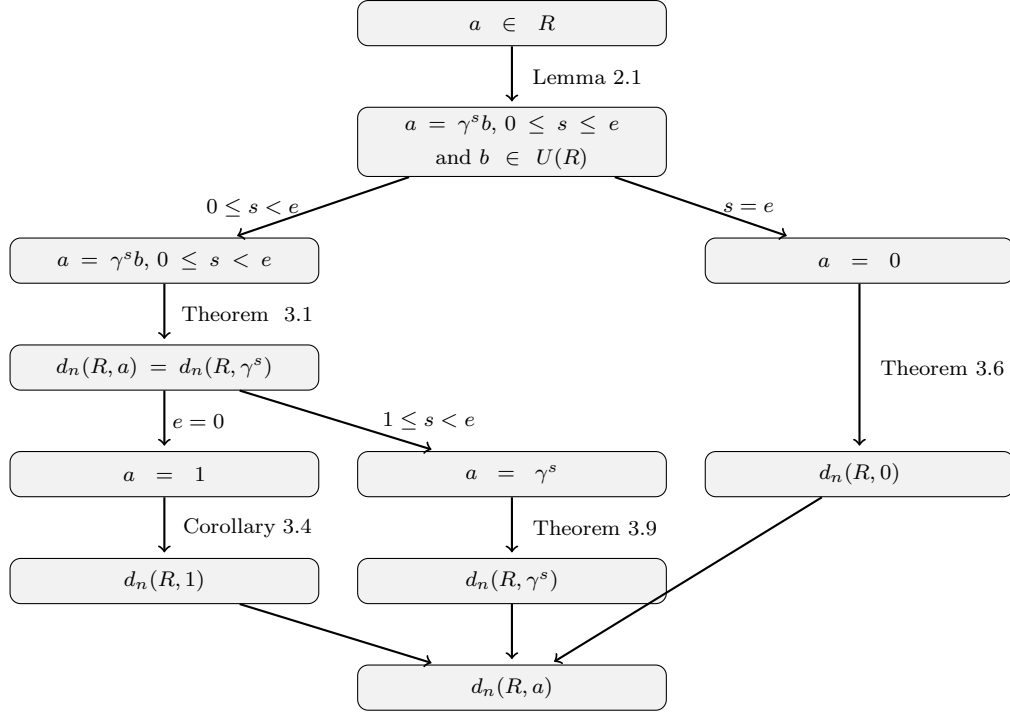 a ∈ R
Lemma 2.1
a = γ^s b, 0 ≤ s ≤ e
and b ∈ U(R)
0 ≤ s < e
s = e
a = γ^s b, 0 ≤ s < e
a = 0
Theorem 3.1
Theorem 3.6
d_n(R, a) = d_n(R, γ^s)
e = 0
1 ≤ s < e
a = 1
a = γ^s
d_n(R, 0)
Corollary 3.4
Theorem 3.9
d_n(R, 1)
d_n(R, γ^s)
d_n(R, a)